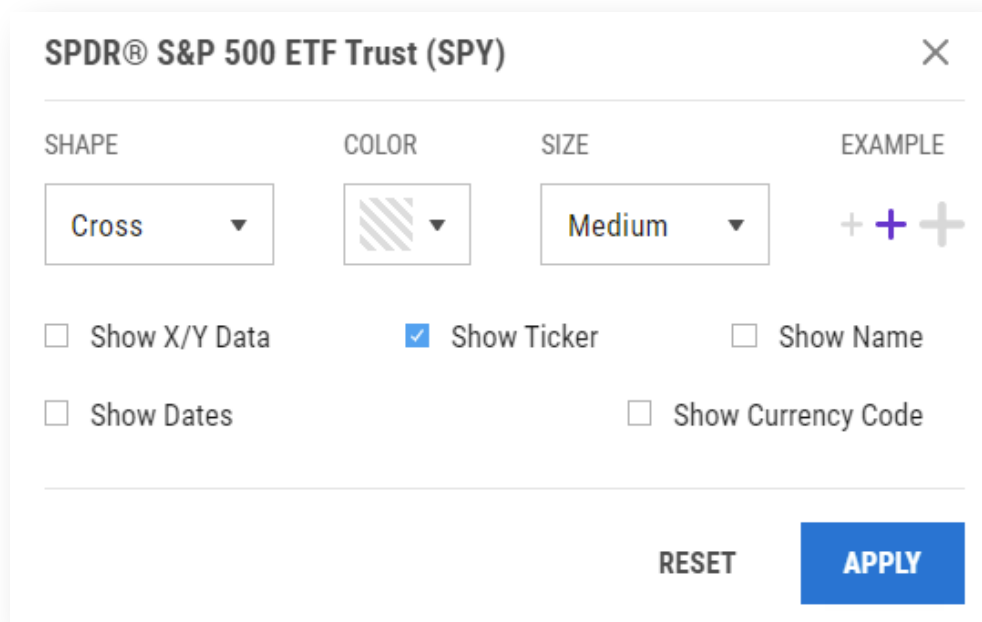 SPDR® S&P 500 ETF Trust (SPY)
SHAPE COLOR SIZE EXAMPLE
Cross Medium
Show X/Y Data Show Ticker Show Name
Show Dates Show Currency Code
RESET APPLY